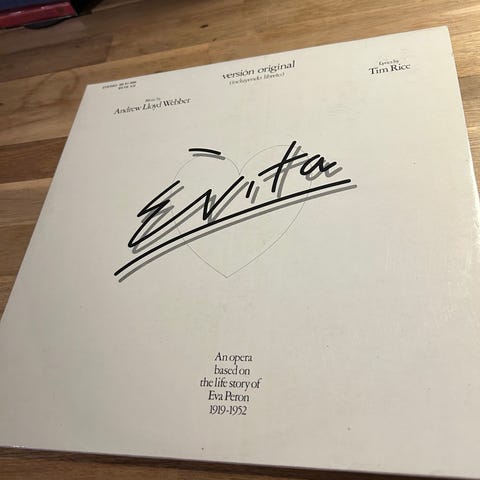 versión original
(incluyendo libreto)
Music by
Andrew Lloyd Webber
Lyrics by
Tim Rice
Evita
An opera
based on
the life story of
Eva Peron
1919-1952